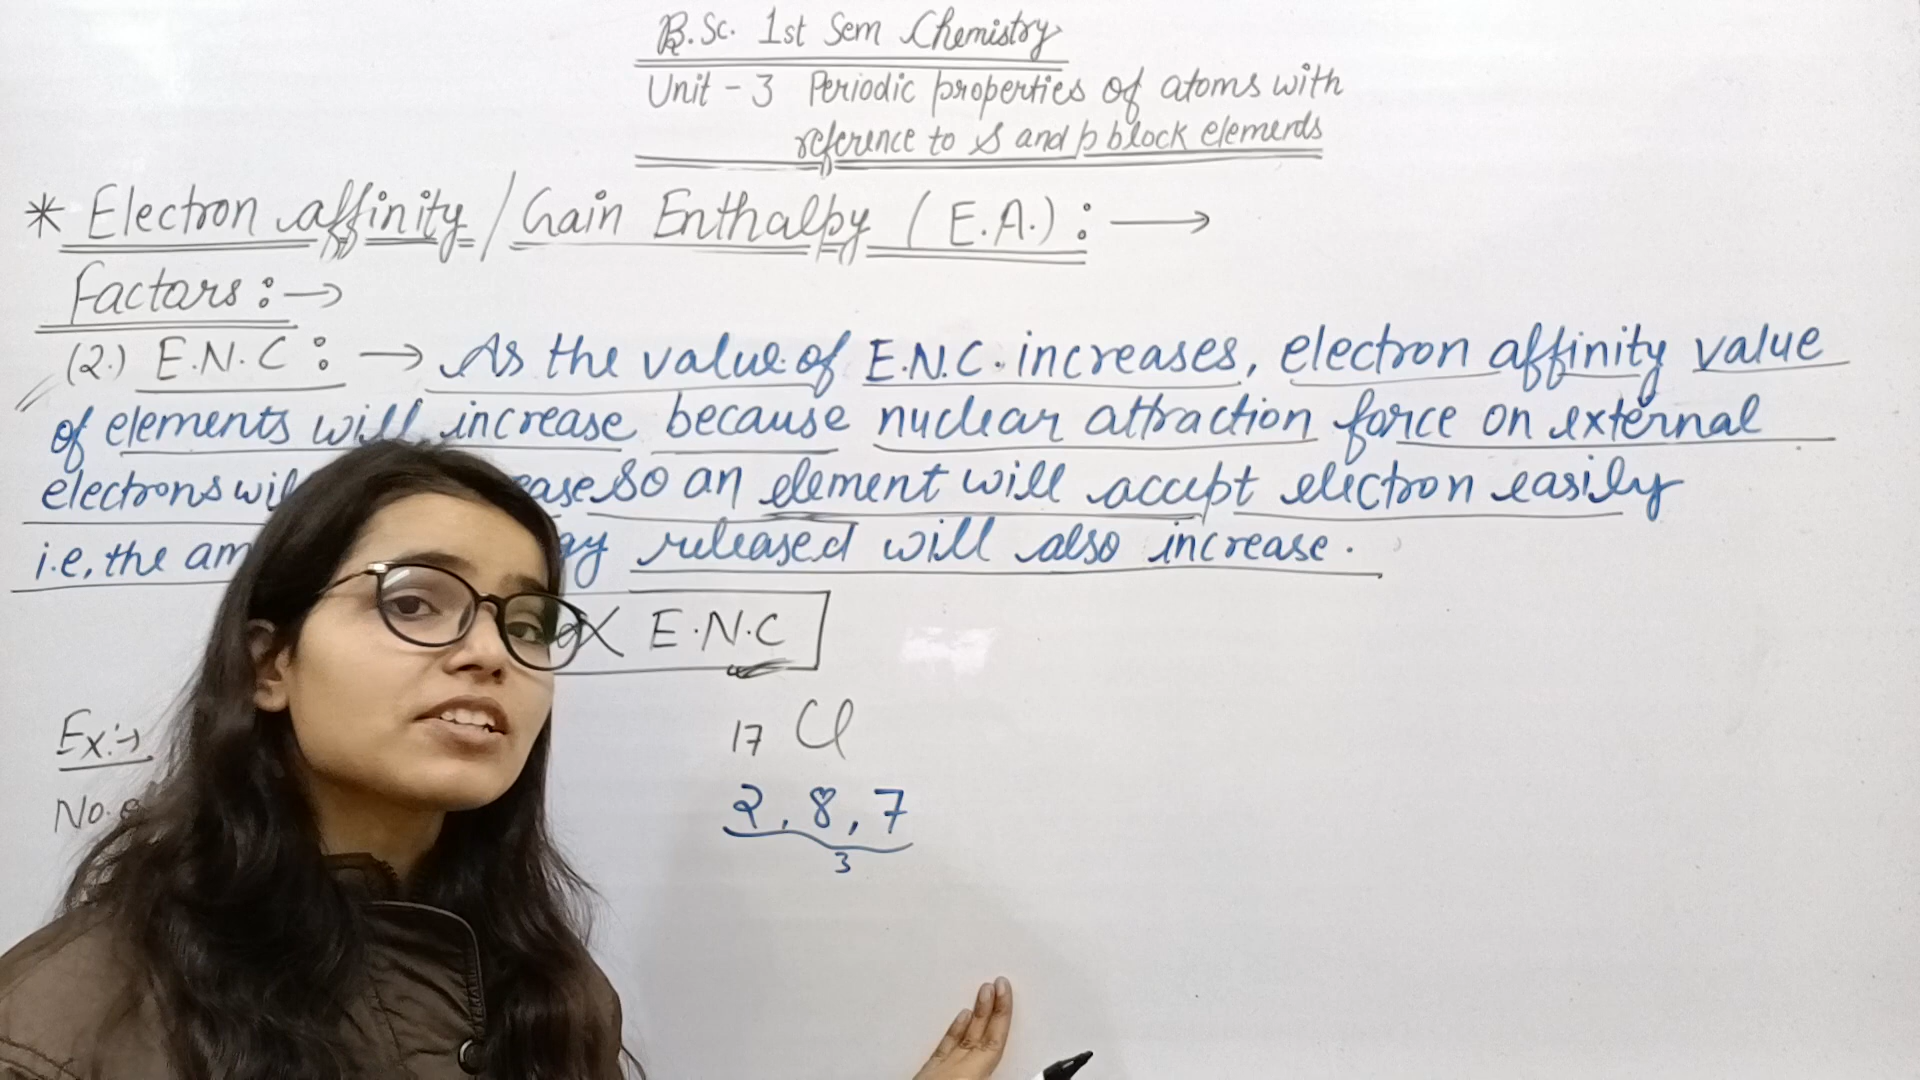 B.Sc. 1st Sem Chemistry
Unit - 3 Periodic properties of atoms with
reference to s and p block elements
* Electron affinity / Gain Enthalpy (E.A.) : →
Factors : →
(2.) E.N.C : → As the value of E.N.C. increases, electron affinity value
of elements will increase because nuclear attraction force on external
electrons so an element will accept electron easily
i.e, the released will also increase.
∝ E.N.C
Ex:→
17 Cl
No.
2, 8, 7
3